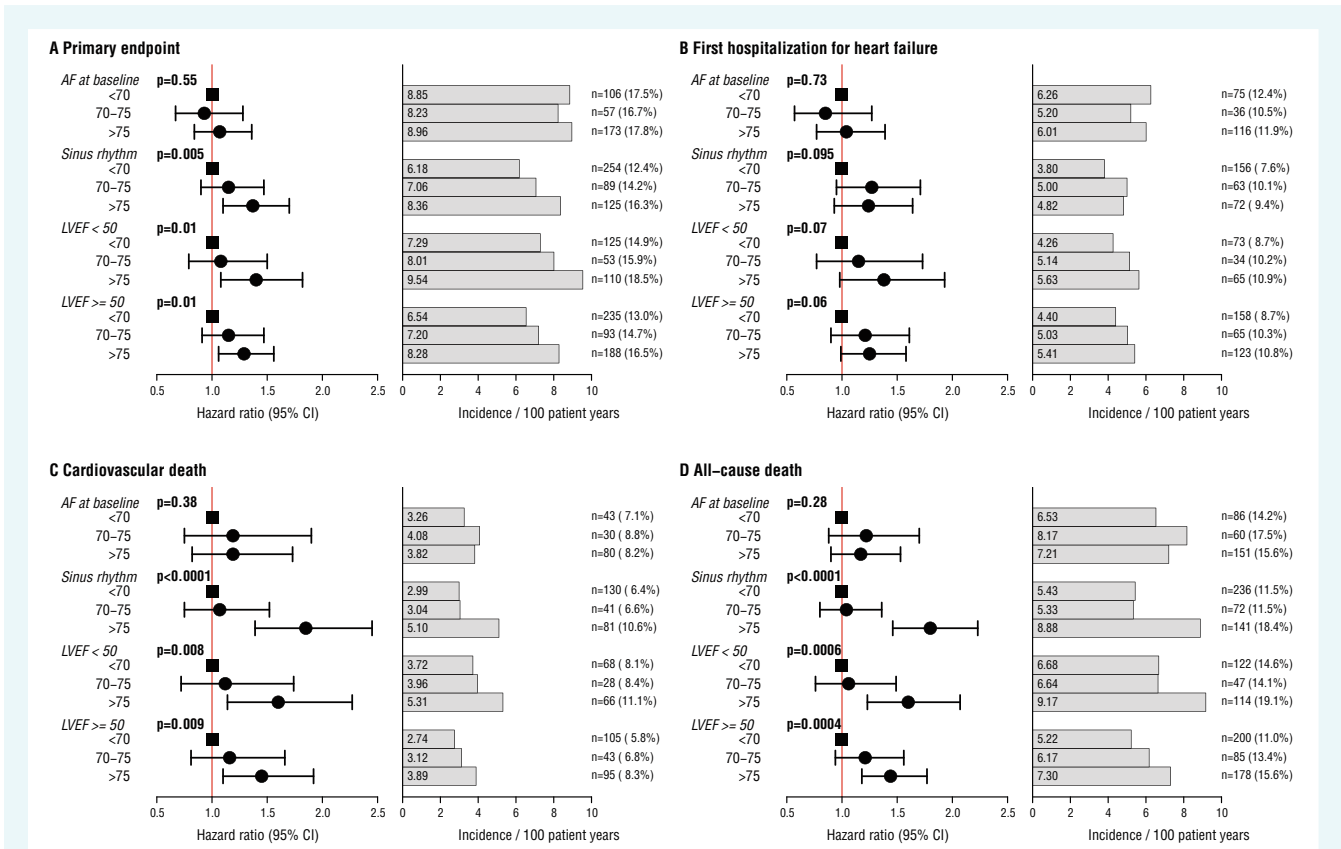 A Primary endpoint
AF at baseline p=0.55
<70 8.85 n=106 (17.5%)
70–75 8.23 n=57 (16.7%)
>75 8.96 n=173 (17.8%)
Sinus rhythm p=0.005
<70 6.18 n=254 (12.4%)
70–75 7.06 n=89 (14.2%)
>75 8.36 n=125 (16.3%)
LVEF < 50 p=0.01
<70 7.29 n=125 (14.9%)
70–75 8.01 n=53 (15.9%)
>75 9.54 n=110 (18.5%)
LVEF >= 50 p=0.01
<70 6.54 n=235 (13.0%)
70–75 7.20 n=93 (14.7%)
>75 8.28 n=188 (16.5%)
0.5 1.0 1.5 2.0 2.5 0 2 4 6 8 10
Hazard ratio (95% CI) Incidence / 100 patient years
B First hospitalization for heart failure
AF at baseline p=0.73
<70 6.26 n=75 (12.4%)
70–75 5.20 n=36 (10.5%)
>75 6.01 n=116 (11.9%)
Sinus rhythm p=0.095
<70 3.80 n=156 ( 7.6%)
70–75 5.00 n=63 (10.1%)
>75 4.82 n=72 ( 9.4%)
LVEF < 50 p=0.07
<70 4.26 n=73 ( 8.7%)
70–75 5.14 n=34 (10.2%)
>75 5.63 n=65 (10.9%)
LVEF >= 50 p=0.06
<70 4.40 n=158 ( 8.7%)
70–75 5.03 n=65 (10.3%)
>75 5.41 n=123 (10.8%)
0.5 1.0 1.5 2.0 2.5 0 2 4 6 8 10
Hazard ratio (95% CI) Incidence / 100 patient years
C Cardiovascular death
AF at baseline p=0.38
<70 3.26 n=43 ( 7.1%)
70–75 4.08 n=30 ( 8.8%)
>75 3.82 n=80 ( 8.2%)
Sinus rhythm p<0.0001
<70 2.99 n=130 ( 6.4%)
70–75 3.04 n=41 ( 6.6%)
>75 5.10 n=81 (10.6%)
LVEF < 50 p=0.008
<70 3.72 n=68 ( 8.1%)
70–75 3.96 n=28 ( 8.4%)
>75 5.31 n=66 (11.1%)
LVEF >= 50 p=0.009
<70 2.74 n=105 ( 5.8%)
70–75 3.12 n=43 ( 6.8%)
>75 3.89 n=95 ( 8.3%)
0.5 1.0 1.5 2.0 2.5 0 2 4 6 8 10
Hazard ratio (95% CI) Incidence / 100 patient years
D All–cause death
AF at baseline p=0.28
<70 6.53 n=86 (14.2%)
70–75 8.17 n=60 (17.5%)
>75 7.21 n=151 (15.6%)
Sinus rhythm p<0.0001
<70 5.43 n=236 (11.5%)
70–75 5.33 n=72 (11.5%)
>75 8.88 n=141 (18.4%)
LVEF < 50 p=0.0006
<70 6.68 n=122 (14.6%)
70–75 6.64 n=47 (14.1%)
>75 9.17 n=114 (19.1%)
LVEF >= 50 p=0.0004
<70 5.22 n=200 (11.0%)
70–75 6.17 n=85 (13.4%)
>75 7.30 n=178 (15.6%)
0.5 1.0 1.5 2.0 2.5 0 2 4 6 8 10
Hazard ratio (95% CI) Incidence / 100 patient years